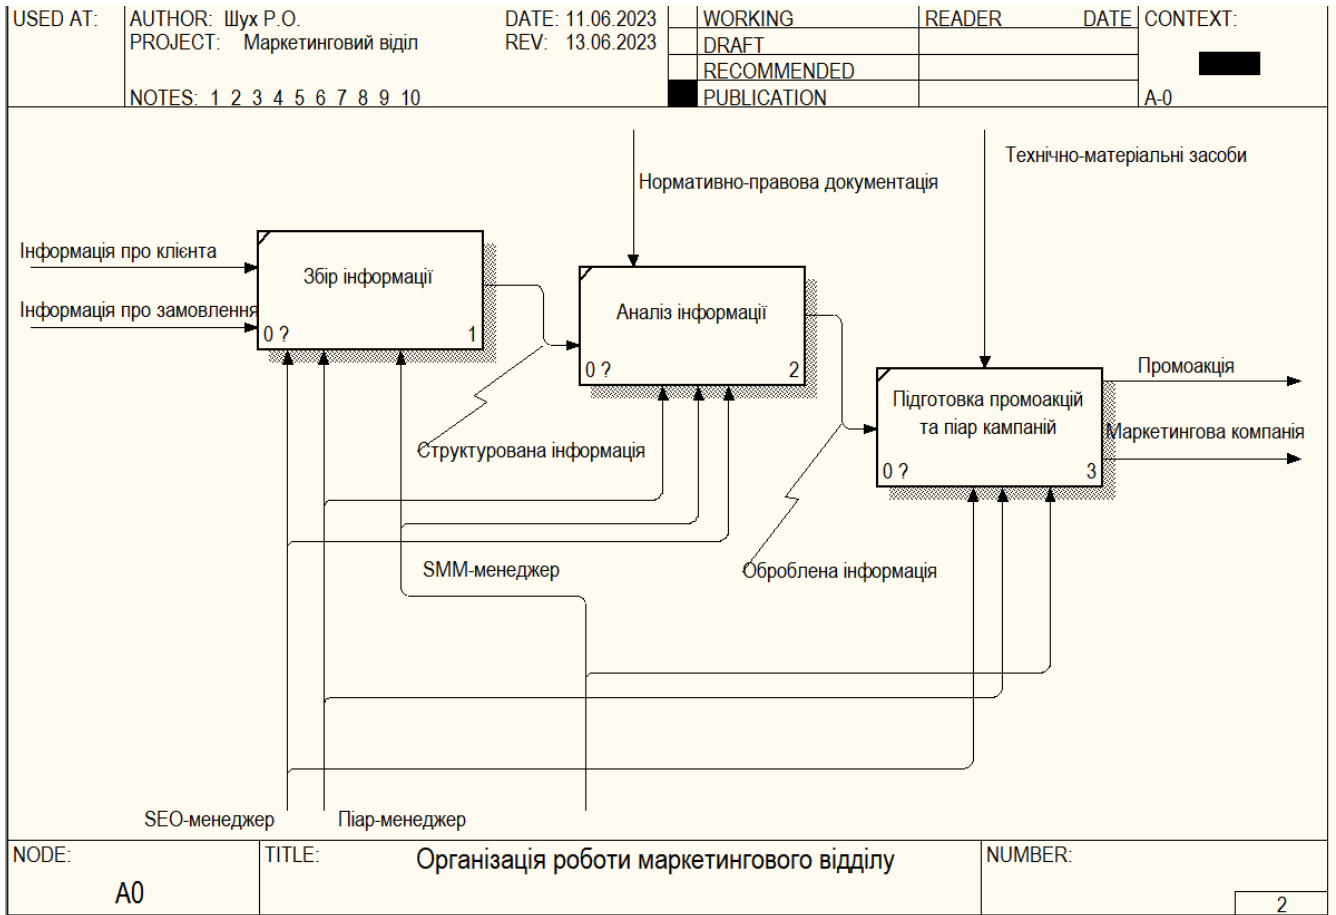 USED AT:
AUTHOR: Шух Р.О.
DATE: 11.06.2023
WORKING
READER
DATE
CONTEXT:
PROJECT: Маркетинговий віділ
REV: 13.06.2023
DRAFT
RECOMMENDED
NOTES: 1 2 3 4 5 6 7 8 9 10
PUBLICATION
A-0
Технічно-матеріальні засоби
Нормативно-правова документація
Інформація про клієнта
Збір інформації
Інформація про замовлення
0 ?
1
Аналіз інформації
0 ?
2
Промоакція
Підготовка промоакцій
та піар кампаній
Маркетингова компанія
0 ?
3
Структурована інформація
SMM-менеджер
Оброблена інформація
SEO-менеджер
Піар-менеджер
NODE:
TITLE:
Організація роботи маркетингового відділу
NUMBER:
A0
2